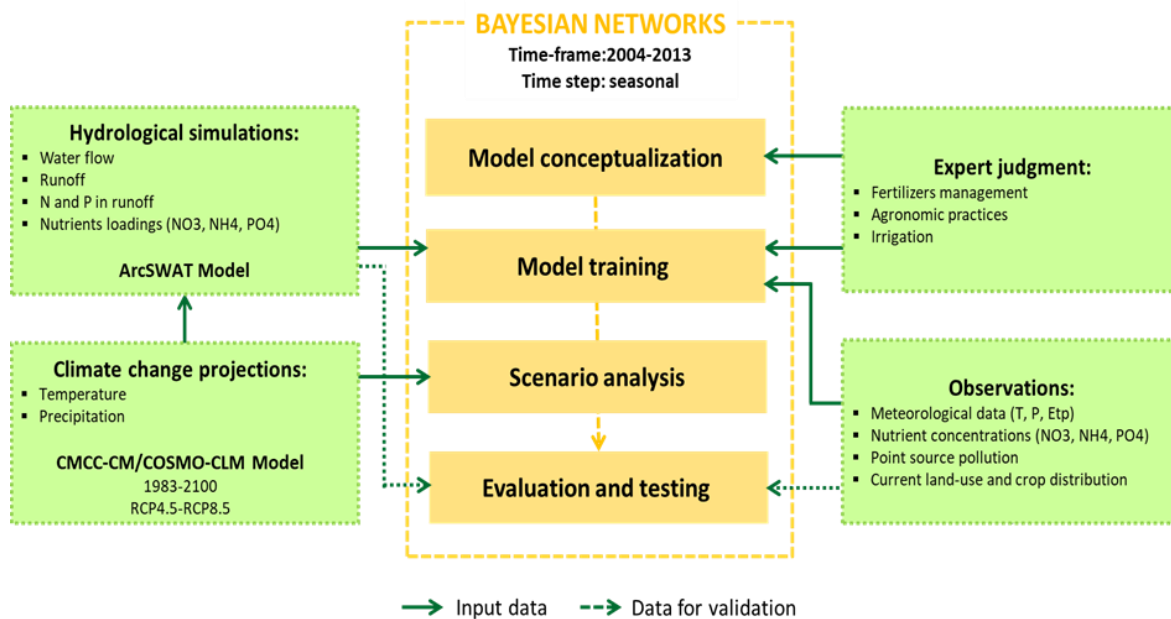 BAYESIAN NETWORKS
Time-frame:2004-2013
Time step: seasonal
Hydrological simulations:
▪ Water flow
▪ Runoff
▪ N and P in runoff
▪ Nutrients loadings (NO3, NH4, PO4)
ArcSWAT Model
Climate change projections:
▪ Temperature
▪ Precipitation
CMCC-CM/COSMO-CLM Model
1983-2100
RCP4.5-RCP8.5
Model conceptualization
Model training
Scenario analysis
Evaluation and testing
Expert judgment:
▪ Fertilizers management
▪ Agronomic practices
▪ Irrigation
Observations:
▪ Meteorological data (T, P, Etp)
▪ Nutrient concentrations (NO3, NH4, PO4)
▪ Point source pollution
▪ Current land-use and crop distribution
Input data
Data for validation